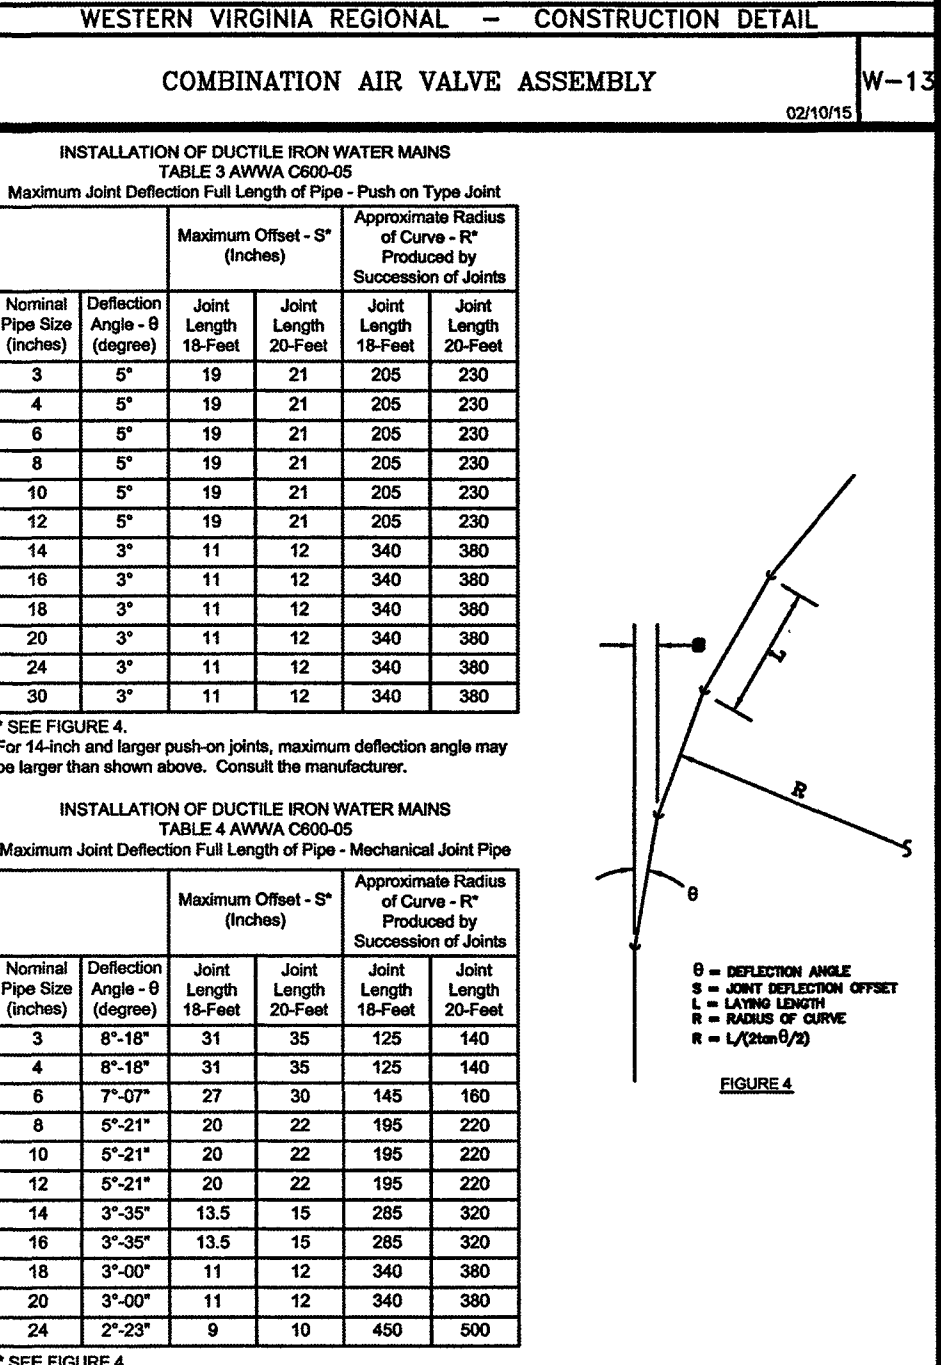 WESTERN VIRGINIA REGIONAL – CONSTRUCTION DETAIL
COMBINATION AIR VALVE ASSEMBLY
W-13
02/10/15
INSTALLATION OF DUCTILE IRON WATER MAINS
TABLE 3 AWWA C600-05
Maximum Joint Deflection Full Length of Pipe - Push on Type Joint
Maximum Offset - S*
(Inches)
Approximate Radius
of Curve - R*
Produced by
Succession of Joints
Nominal
Pipe Size
(inches)
Deflection
Angle - θ
(degree)
Joint
Length
18-Feet
Joint
Length
20-Feet
Joint
Length
18-Feet
Joint
Length
20-Feet
3 5° 19 21 205 230
4 5° 19 21 205 230
6 5° 19 21 205 230
8 5° 19 21 205 230
10 5° 19 21 205 230
12 5° 19 21 205 230
14 3° 11 12 340 380
16 3° 11 12 340 380
18 3° 11 12 340 380
20 3° 11 12 340 380
24 3° 11 12 340 380
30 3° 11 12 340 380
* SEE FIGURE 4.
For 14-inch and larger push-on joints, maximum deflection angle may
be larger than shown above. Consult the manufacturer.
INSTALLATION OF DUCTILE IRON WATER MAINS
TABLE 4 AWWA C600-05
Maximum Joint Deflection Full Length of Pipe - Mechanical Joint Pipe
Maximum Offset - S*
(Inches)
Approximate Radius
of Curve - R*
Produced by
Succession of Joints
Nominal
Pipe Size
(inches)
Deflection
Angle - θ
(degree)
Joint
Length
18-Feet
Joint
Length
20-Feet
Joint
Length
18-Feet
Joint
Length
20-Feet
3 8°-18" 31 35 125 140
4 8°-18" 31 35 125 140
6 7°-07" 27 30 145 160
8 5°-21" 20 22 195 220
10 5°-21" 20 22 195 220
12 5°-21" 20 22 195 220
14 3°-35" 13.5 15 285 320
16 3°-35" 13.5 15 285 320
18 3°-00" 11 12 340 380
20 3°-00" 11 12 340 380
24 2°-23" 9 10 450 500
* SEE FIGURE 4
L
R
θ
θ = DEFLECTION ANGLE
S = JOINT DEFLECTION OFFSET
L = LAYING LENGTH
R = RADIUS OF CURVE
R = L/(2tanθ/2)
FIGURE 4